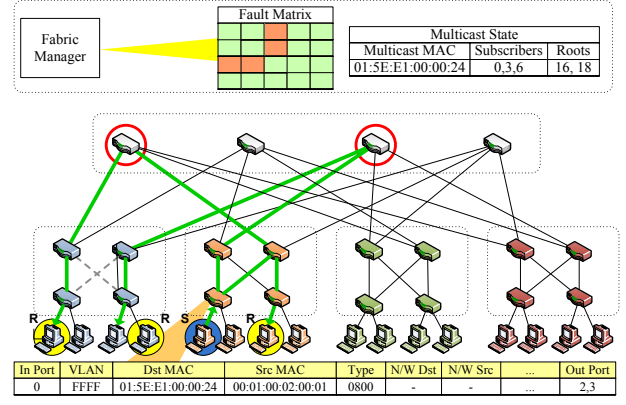 Fabric Manager
Fault Matrix
Multicast State
Multicast MAC Subscribers Roots
01:5E:E1:00:00:24 0,3,6 16, 18
R R S R
In Port VLAN Dst MAC Src MAC Type N/W Dst N/W Src ... Out Port
0 FFFF 01:5E:E1:00:00:24 00:01:00:02:00:01 0800 - - ... 2,3